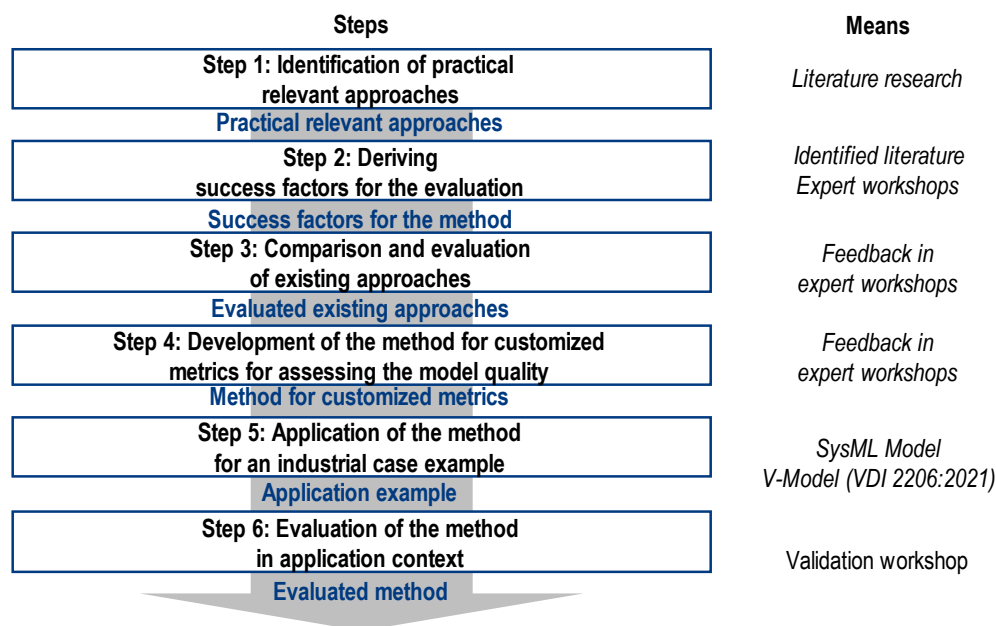 Steps
Means
Step 1: Identification of practical
relevant approaches
Literature research
Practical relevant approaches
Step 2: Deriving
success factors for the evaluation
Identified literature
Expert workshops
Success factors for the method
Step 3: Comparison and evaluation
of existing approaches
Feedback in
expert workshops
Evaluated existing approaches
Step 4: Development of the method for customized
metrics for assessing the model quality
Feedback in
expert workshops
Method for customized metrics
Step 5: Application of the method
for an industrial case example
SysML Model
V-Model (VDI 2206:2021)
Application example
Step 6: Evaluation of the method
in application context
Validation workshop
Evaluated method